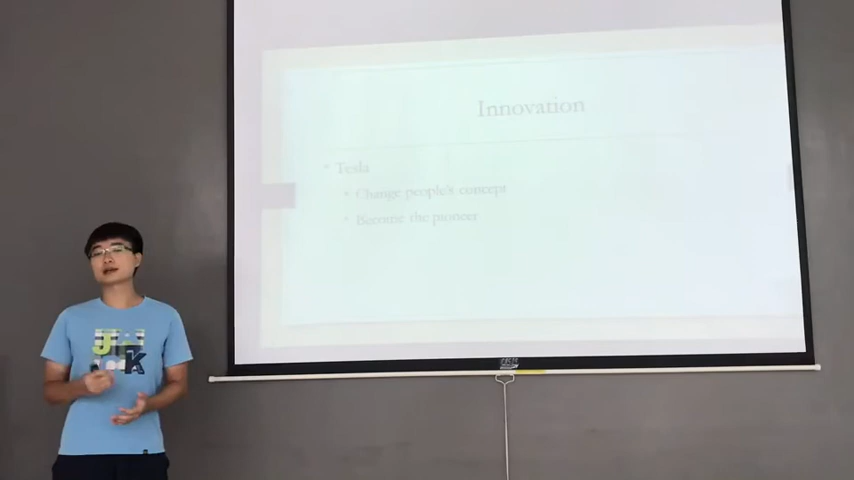 Innovation
Tesla
Change people's concept
Become the pioneer